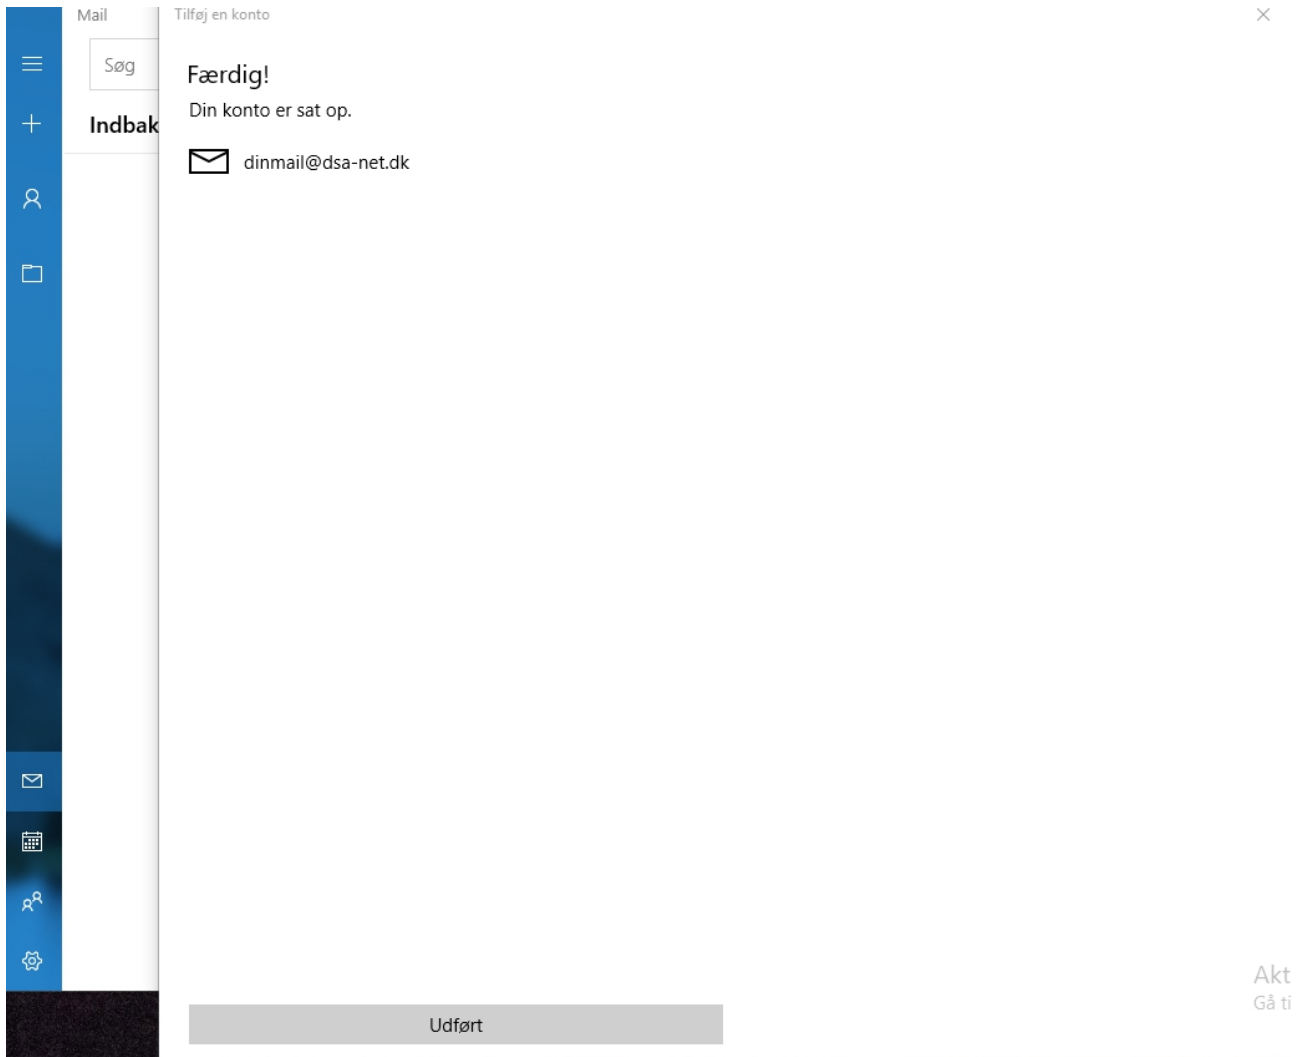 Mail
Tilføj en konto
Søg
Færdig!
Din konto er sat op.
Indbak
dinmail@dsa-net.dk
Akt
Gå ti
Udført